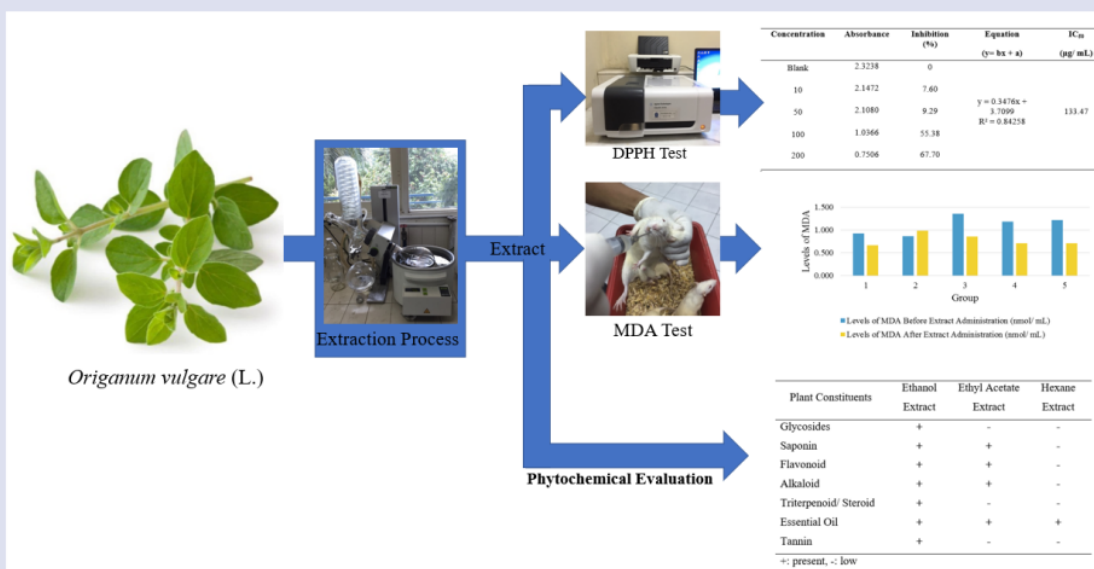 Origanum vulgare (L.)
Extraction Process
Extract
DPPH Test
MDA Test
Phytochemical Evaluation
Concentration Absorbance Inhibition (%) Equation (y= bx + a) IC50 (µg/ mL)
Blank 2.3238 0
10 2.1472 7.60
50 2.1080 9.29
y = 0.3476x + 3.7099
R² = 0.84258
133.47
100 1.0366 55.38
200 0.7506 67.70
Levels of MDA
1.500
1.000
0.500
0.000
1 2 3 4 5
Group
Levels of MDA Before Extract Administration (nmol/ mL)
Levels of MDA After Extract Administration (nmol/ mL)
Plant Constituents Ethanol Extract Ethyl Acetate Extract Hexane Extract
Glycosides + - -
Saponin + + -
Flavonoid + + -
Alkaloid + + -
Triterpenoid/ Steroid + - -
Essential Oil + + +
Tannin + - -
+: present, -: low